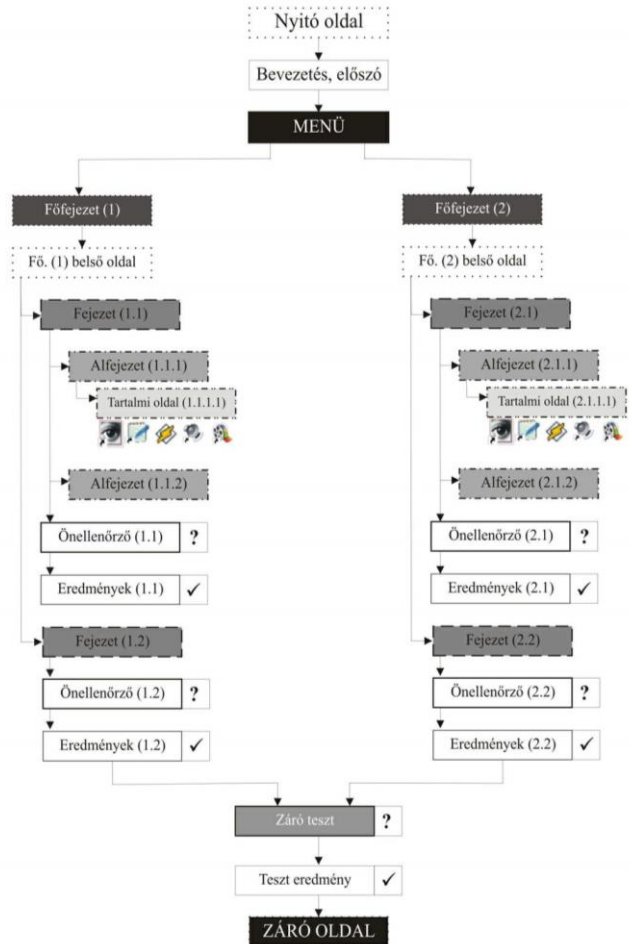 Nyitó oldal
Bevezetés, előszó
MENÜ
Főfejezet (1)
Fő. (1) belső oldal
Fejezet (1.1)
Alfejezet (1.1.1)
Tartalmi oldal (1.1.1.1)
Alfejezet (1.1.2)
Önellenőrző (1.1) ?
Eredmények (1.1) ✓
Fejezet (1.2)
Önellenőrző (1.2) ?
Eredmények (1.2) ✓
Főfejezet (2)
Fő. (2) belső oldal
Fejezet (2.1)
Alfejezet (2.1.1)
Tartalmi oldal (2.1.1.1)
Alfejezet (2.1.2)
Önellenőrző (2.1) ?
Eredmények (2.1) ✓
Fejezet (2.2)
Önellenőrző (2.2) ?
Eredmények (2.2) ✓
Záró teszt ?
Teszt eredmény ✓
ZÁRÓ OLDAL